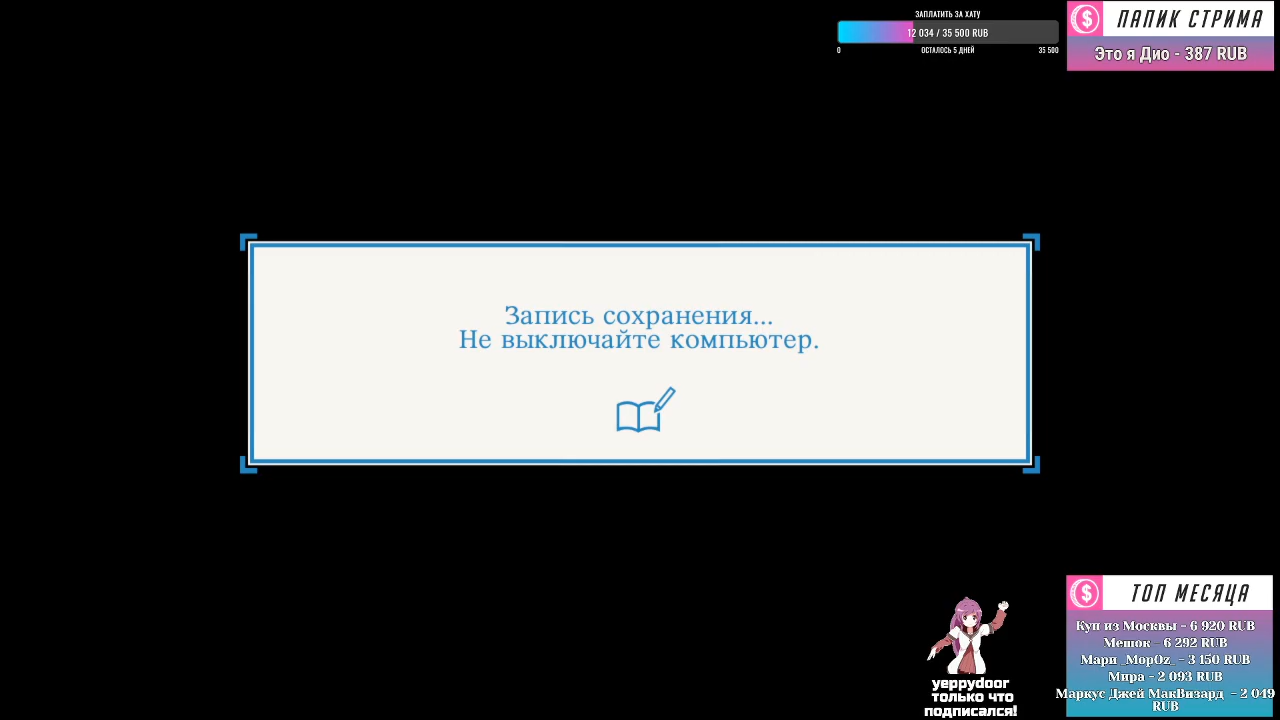 ЗАПЛАТИТЬ ЗА ХАТУ
12 034 / 35 500 RUB
0 ОСТАЛОСЬ 5 ДНЕЙ 35 500
ПАПИК СТРИМА
Это я Дио - 387 RUB
Запись сохранения...
Не выключайте компьютер.
yeppydoor
только что
подписался!
ТОП МЕСЯЦА
Куп из Москвы - 6 920 RUB
Мешок - 6 292 RUB
Мари_МорOz_ - 3 150 RUB
Мира - 2 093 RUB
Маркус Джей МакВизард - 2 049
RUB